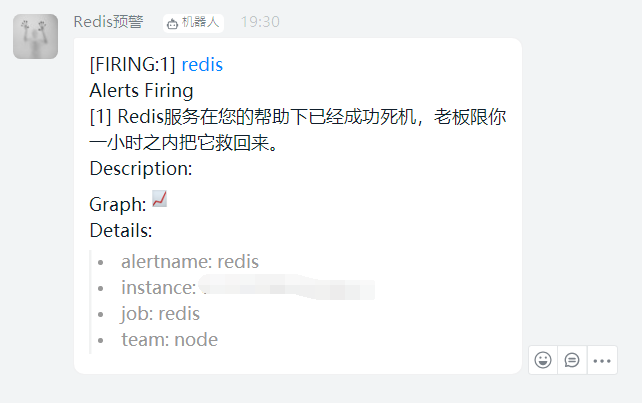 Redis预警 机器人 19:30
[FIRING:1] redis
Alerts Firing
[1] Redis服务在您的帮助下已经成功死机，老板限你
一小时之内把它救回来。
Description:
Graph:
Details:
• alertname: redis
• instance:
• job: redis
• team: node